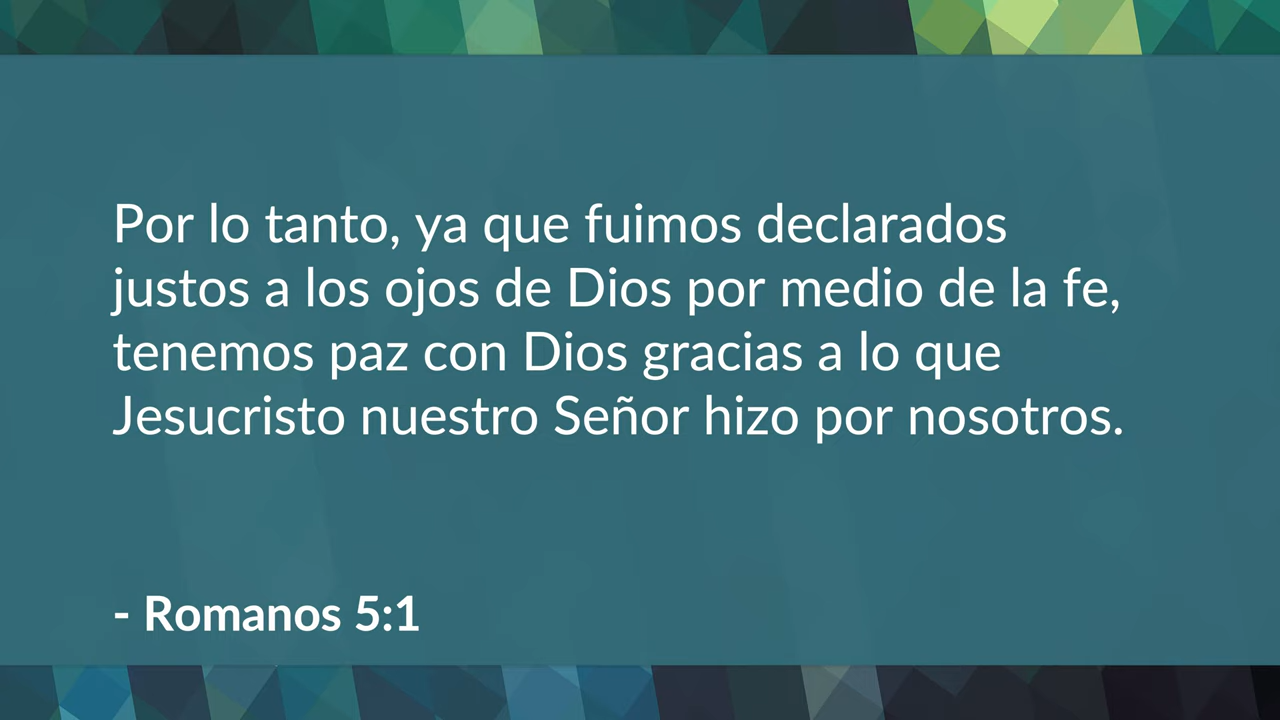 Por lo tanto, ya que fuimos declarados
justos a los ojos de Dios por medio de la fe,
tenemos paz con Dios gracias a lo que
Jesucristo nuestro Señor hizo por nosotros.
- Romanos 5:1